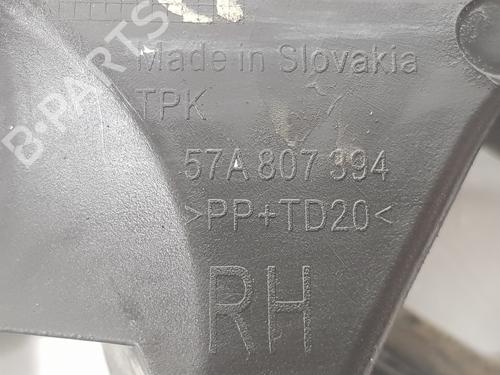 Made in Slovakia
TPK
57A 807 394
>PP+TD20<
RH
B-PARTS